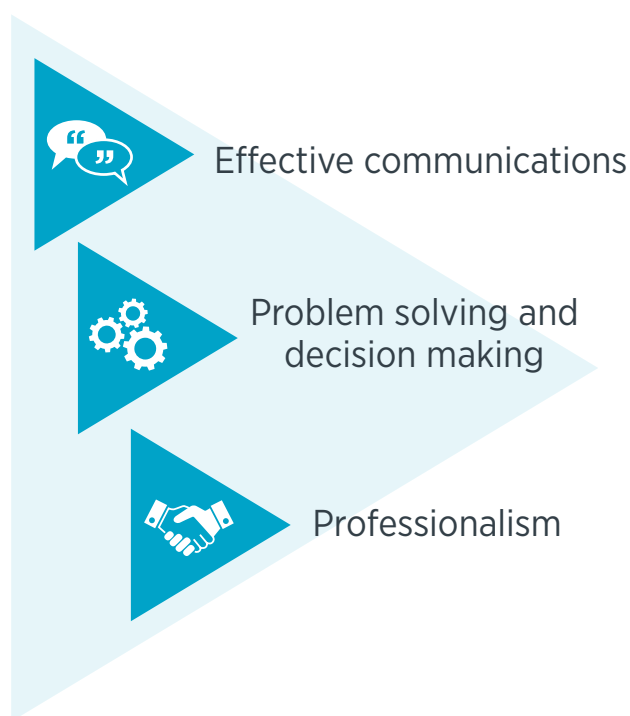 Effective communications
Problem solving and
decision making
Professionalism